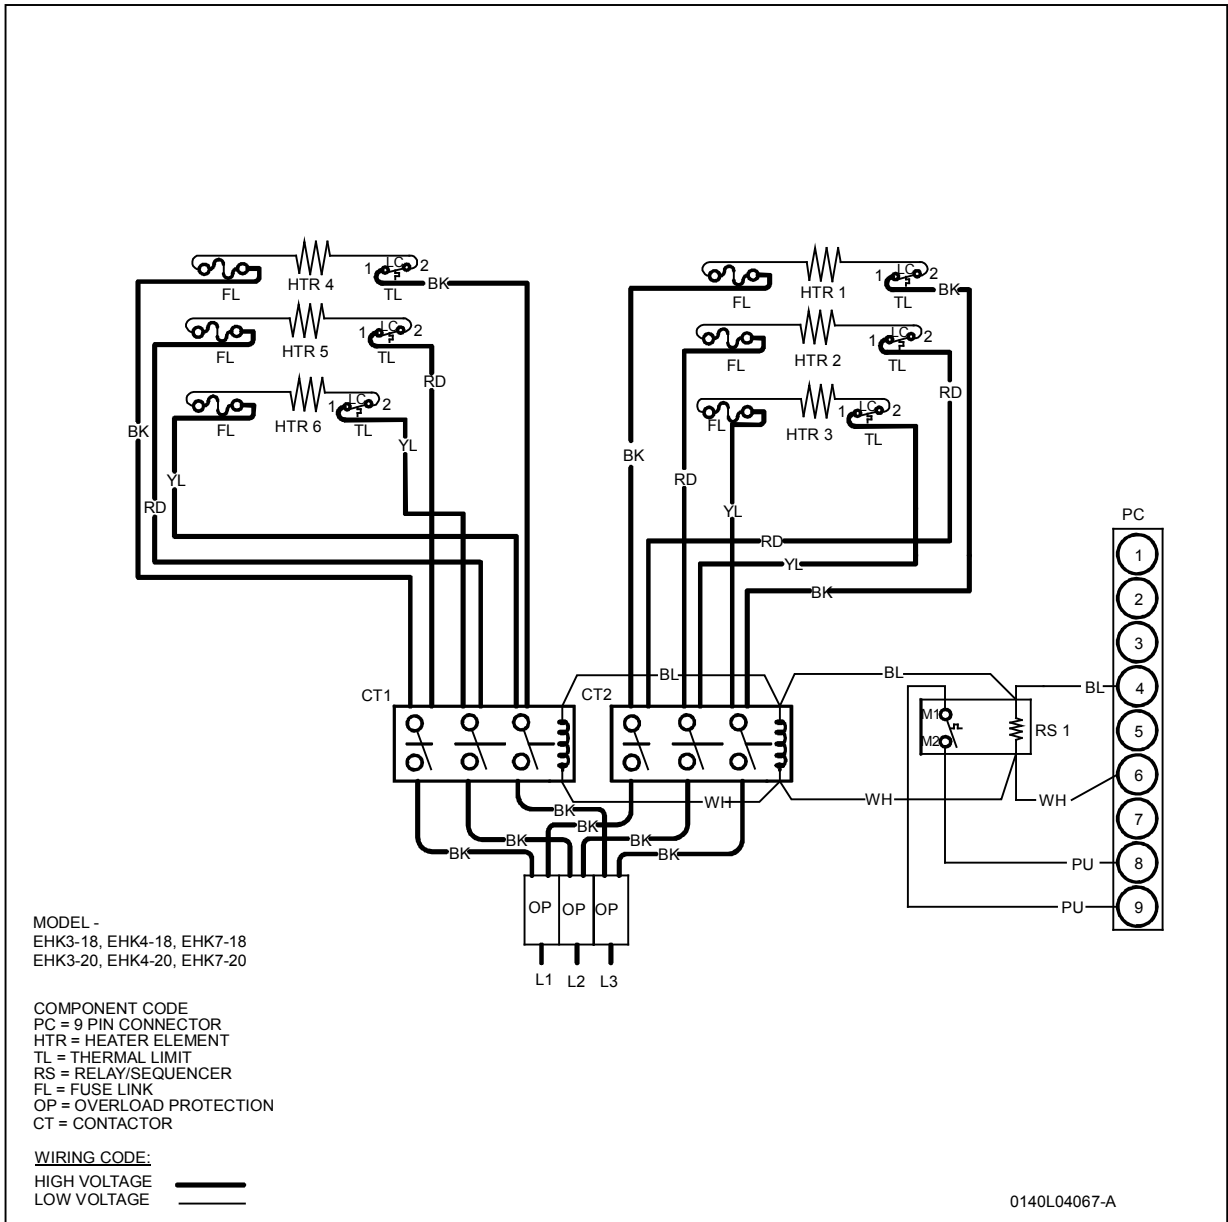 1 LC 2
HTR 4
FL
TL
BK
1 LC 2
HTR 5
FL
TL
RD
1 LC 2
HTR 6
FL
TL
YL
BK
YL
RD
1 LC 2
HTR 1
FL
TL
BK
1 LC 2
HTR 2
FL
TL
RD
1 LC 2
HTR 3
FL
TL
BK
RD
YL
RD
YL
BK
PC
1
2
3
4
5
6
7
8
9
CT1
BL
CT2
BL
BL
M1
M2
RS 1
WH
WH
WH
PU
PU
BK
BK
BK
BK
BK
BK
OP OP OP
L1 L2 L3
MODEL -
EHK3-18, EHK4-18, EHK7-18
EHK3-20, EHK4-20, EHK7-20
COMPONENT CODE
PC = 9 PIN CONNECTOR
HTR = HEATER ELEMENT
TL = THERMAL LIMIT
RS = RELAY/SEQUENCER
FL = FUSE LINK
OP = OVERLOAD PROTECTION
CT = CONTACTOR
WIRING CODE:
HIGH VOLTAGE
LOW VOLTAGE
0140L04067-A